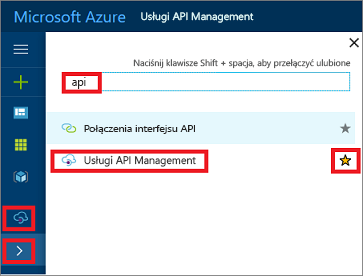 Microsoft Azure Usługi API Management
Naciśnij klawisze Shift + spacja, aby przełączyć ulubione
api
Połączenia interfejsu API
Usługi API Management